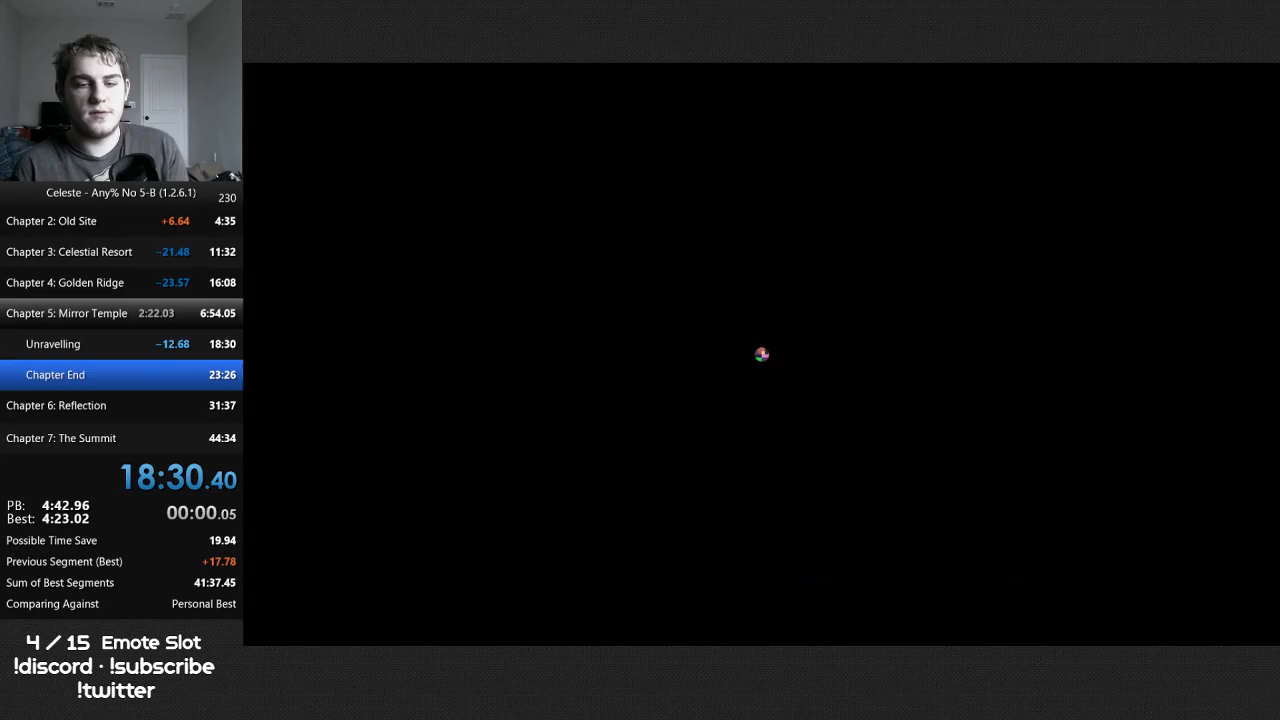 Celeste - Any% No 5-B (1.2.6.1) 230
Chapter 2: Old Site +6.64 4:35
Chapter 3: Celestial Resort −21.48 11:32
Chapter 4: Golden Ridge −23.57 16:08
Chapter 5: Mirror Temple 2:22.03 6:54.05
Unravelling −12.68 18:30
Chapter End 23:26
Chapter 6: Reflection 31:37
Chapter 7: The Summit 44:34
18:30.40
PB: 4:42.96
Best: 4:23.02
00:00.05
Possible Time Save 19.94
Previous Segment (Best) +17.78
Sum of Best Segments 41:37.45
Comparing Against Personal Best
4 / 15 Emote Slot
!discord · !subscribe
!twitter